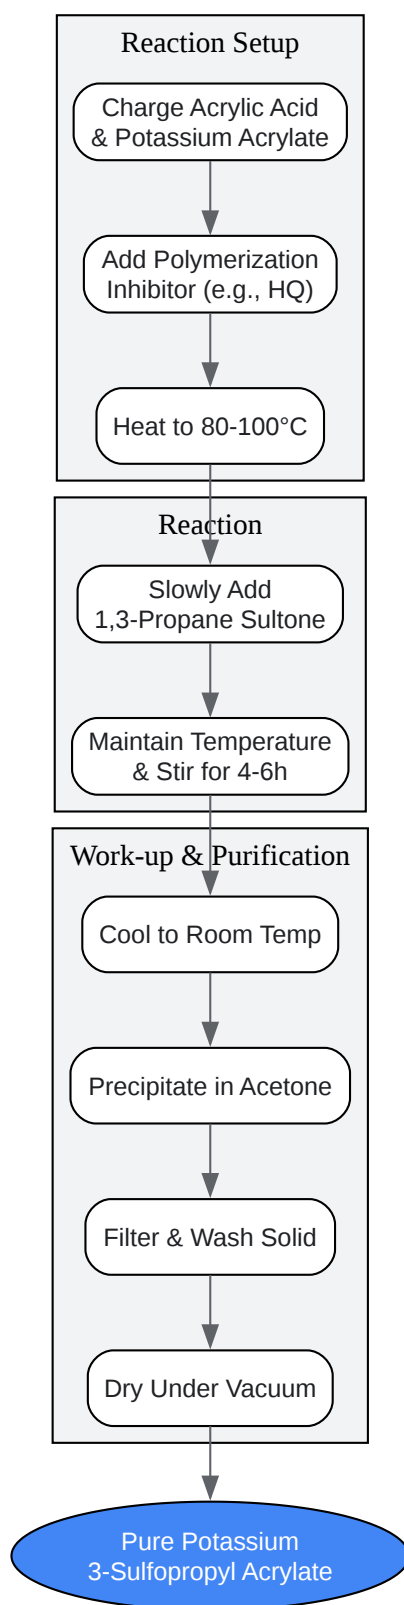 Reaction Setup
Charge Acrylic Acid
& Potassium Acrylate
Add Polymerization
Inhibitor (e.g., HQ)
Heat to 80-100°C
Reaction
Slowly Add
1,3-Propane Sultone
Maintain Temperature
& Stir for 4-6h
Work-up & Purification
Cool to Room Temp
Precipitate in Acetone
Filter & Wash Solid
Dry Under Vacuum
Pure Potassium
3-Sulfopropyl Acrylate